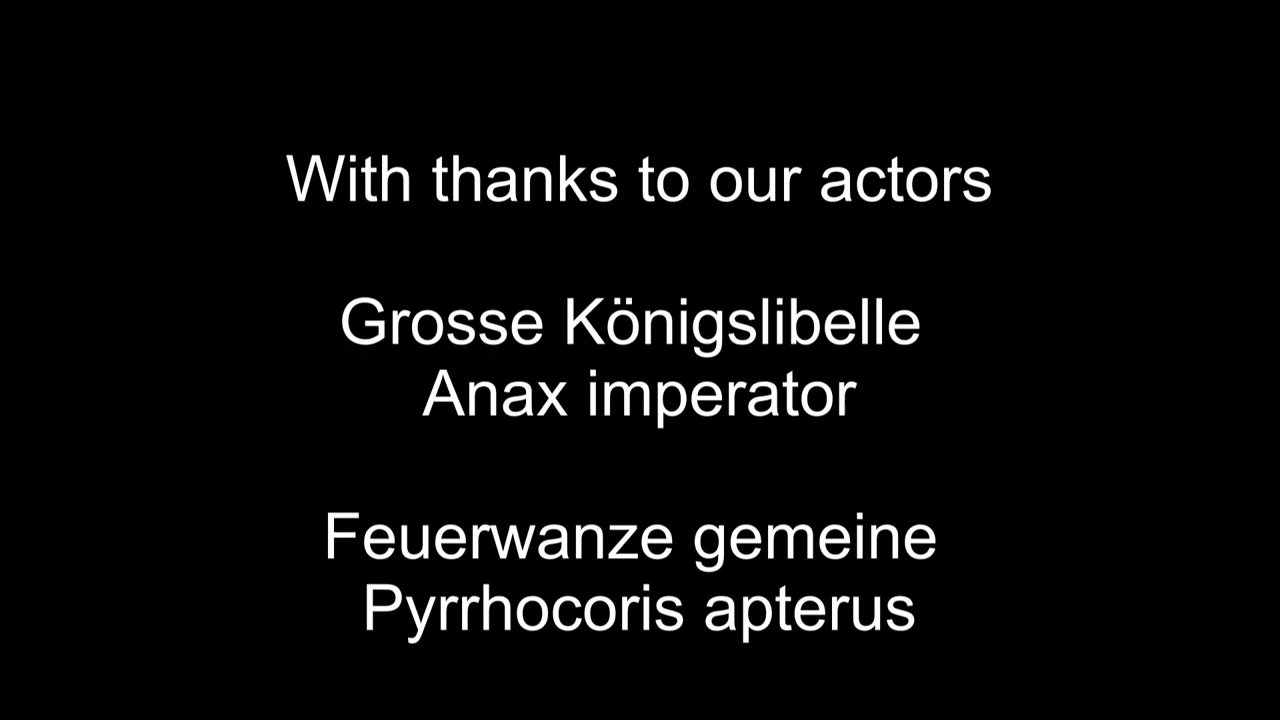 With thanks to our actors
Grosse Königslibelle
Anax imperator
Feuerwanze gemeine
Pyrrhocoris apterus